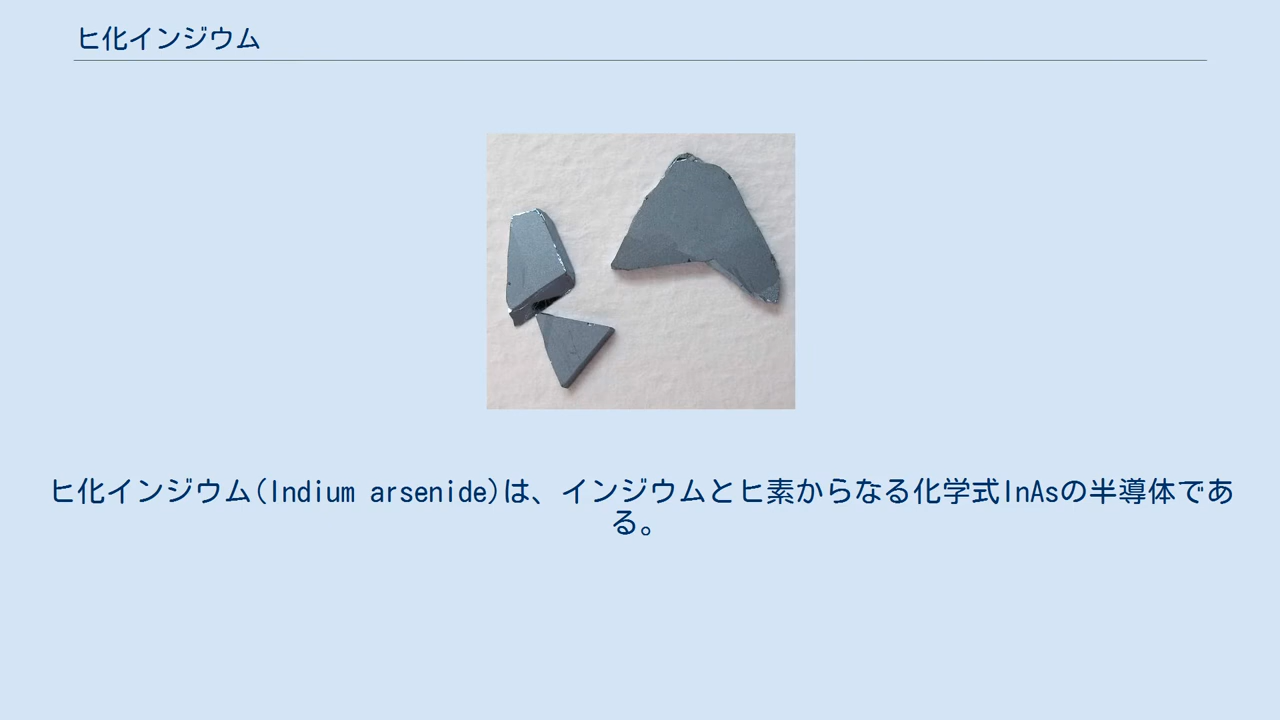 ヒ化インジウム
ヒ化インジウム(Indium arsenide)は、インジウムとヒ素からなる化学式InAsの半導体であ
る。